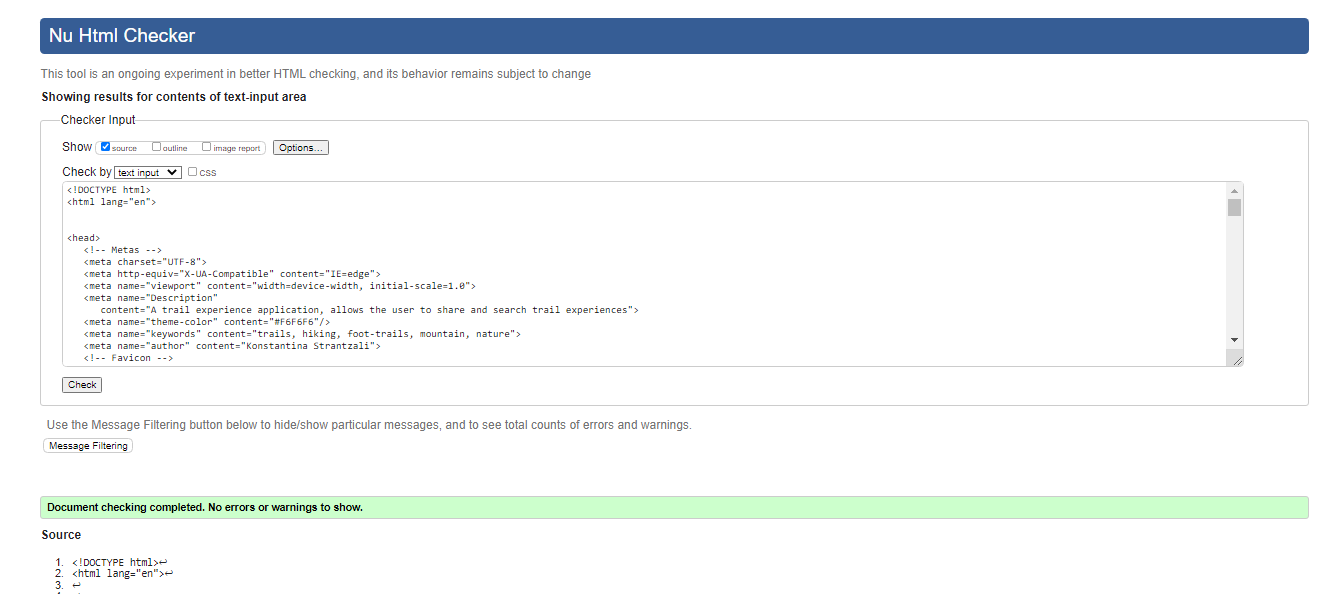 Nu Html Checker
This tool is an ongoing experiment in better HTML checking, and its behavior remains subject to change
Showing results for contents of text-input area
Checker Input
Show source outline image report Options...
Check by text input css
<!DOCTYPE html>
<html lang="en">
<head>
<!-- Metas -->
<meta charset="UTF-8">
<meta http-equiv="X-UA-Compatible" content="IE=edge">
<meta name="viewport" content="width=device-width, initial-scale=1.0">
<meta name="Description"
content="A trail experience application, allows the user to share and search trail experiences">
<meta name="theme-color" content="#F6F6F6"/>
<meta name="keywords" content="trails, hiking, foot-trails, mountain, nature">
<meta name="author" content="Konstantina Strantzali">
<!-- Favicon -->
Check
Use the Message Filtering button below to hide/show particular messages, and to see total counts of errors and warnings.
Message Filtering
Document checking completed. No errors or warnings to show.
Source
1. <!DOCTYPE html>↩
2. <html lang="en">↩
3. ↩